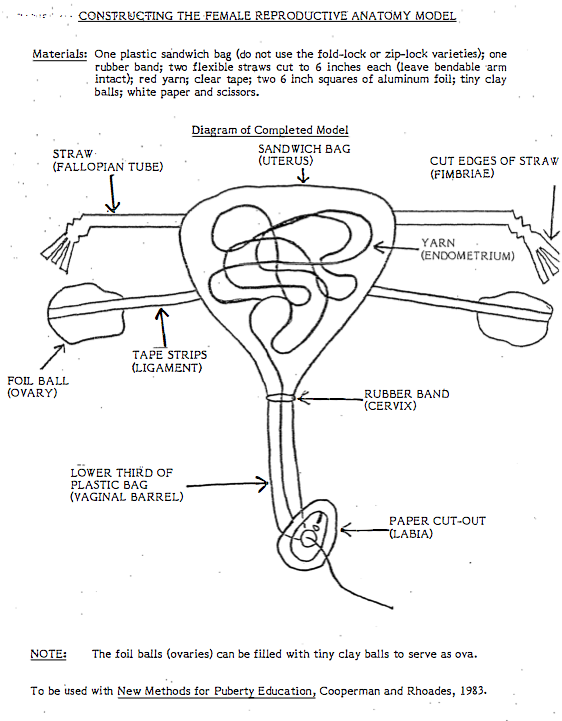 CONSTRUCTING THE FEMALE REPRODUCTIVE ANATOMY MODEL
Materials: One plastic sandwich bag (do not use the fold-lock or zip-lock varieties); one
rubber band; two flexible straws cut to 6 inches each (leave bendable arm
intact); red yarn; clear tape; two 6 inch squares of aluminum foil; tiny clay
balls; white paper and scissors.
Diagram of Completed Model
STRAW
(FALLOPIAN TUBE)
SANDWICH BAG
(UTERUS)
CUT EDGES OF STRAW
(FIMBRIAE)
YARN
(ENDOMETRIUM)
TAPE STRIPS
(LIGAMENT)
FOIL BALL
(OVARY)
RUBBER BAND
(CERVIX)
LOWER THIRD OF
PLASTIC BAG
(VAGINAL BARREL)
PAPER CUT-OUT
(LABIA)
NOTE: The foil balls (ovaries) can be filled with tiny clay balls to serve as ova.
To be used with New Methods for Puberty Education, Cooperman and Rhoades, 1983.